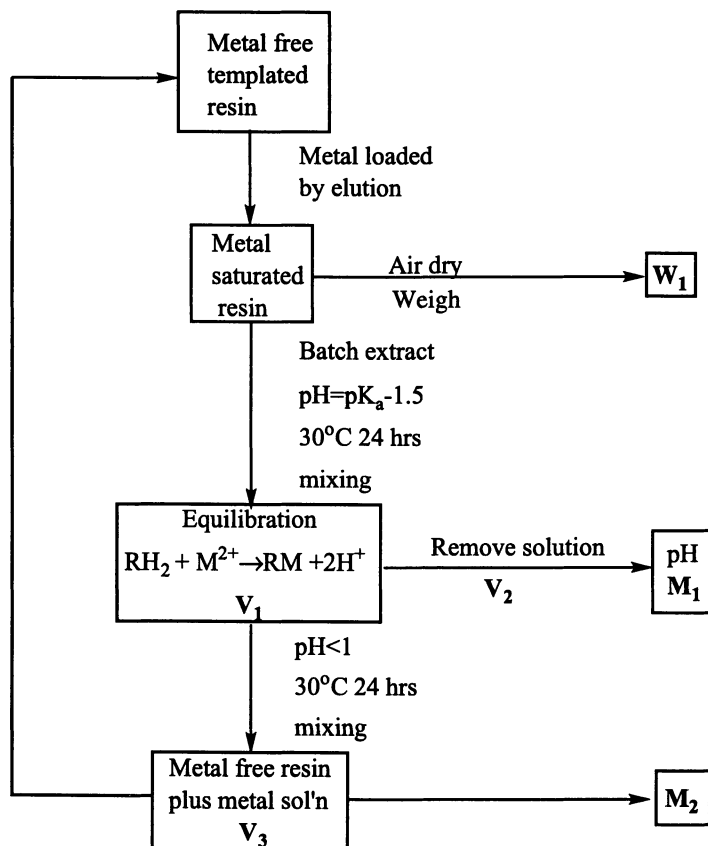 Metal free
templated
resin
Metal loaded
by elution
Metal
saturated
resin
Air dry
Weigh
W₁
Batch extract
pH=pKₐ-1.5
30°C 24 hrs
mixing
Equilibration
RH₂ + M²⁺→RM +2H⁺
V₁
Remove solution
V₂
pH
M₁
pH<1
30°C 24 hrs
mixing
Metal free resin
plus metal sol'n
V₃
M₂